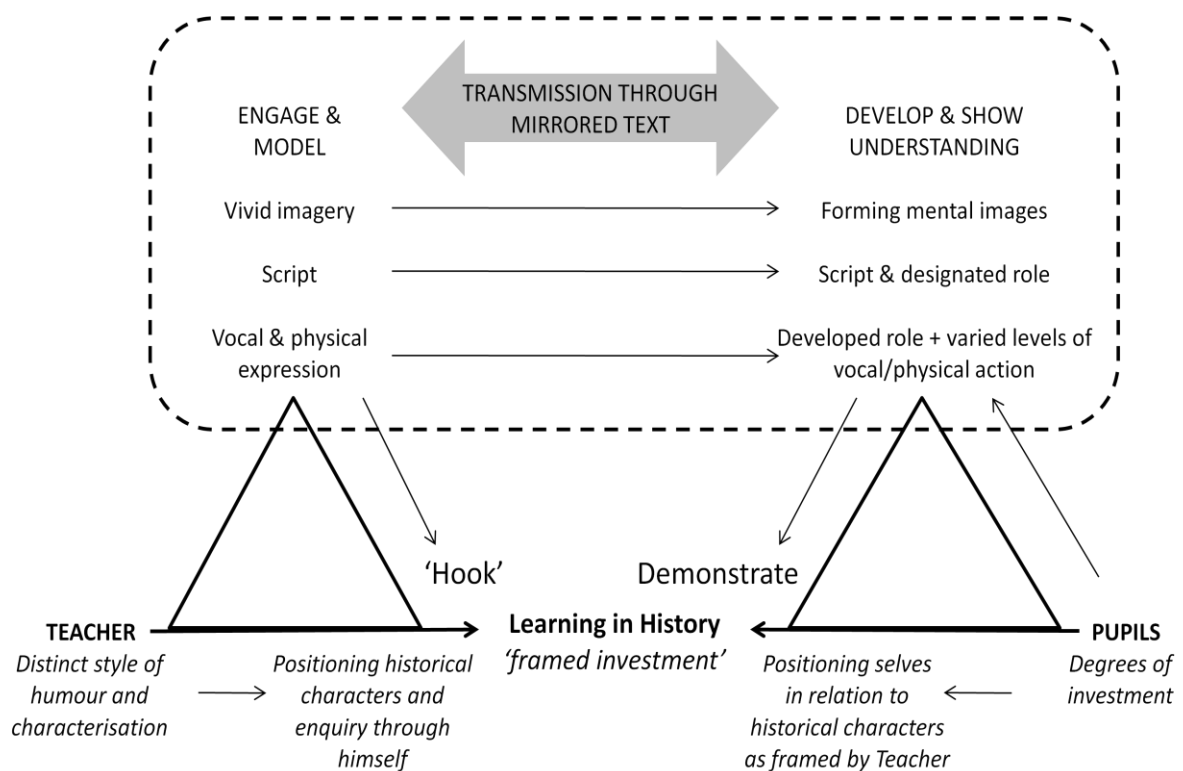 TRANSMISSION THROUGH
MIRRORED TEXT
ENGAGE &
MODEL
DEVELOP & SHOW
UNDERSTANDING
Vivid imagery
Forming mental images
Script
Script & designated role
Vocal & physical
expression
Developed role + varied levels of
vocal/physical action
'Hook'
Demonstrate
TEACHER
Learning in History
'framed investment'
PUPILS
Distinct style of
humour and
characterisation
Positioning historical
characters and
enquiry through
himself
Positioning selves
in relation to
historical characters
as framed by Teacher
Degrees of
investment